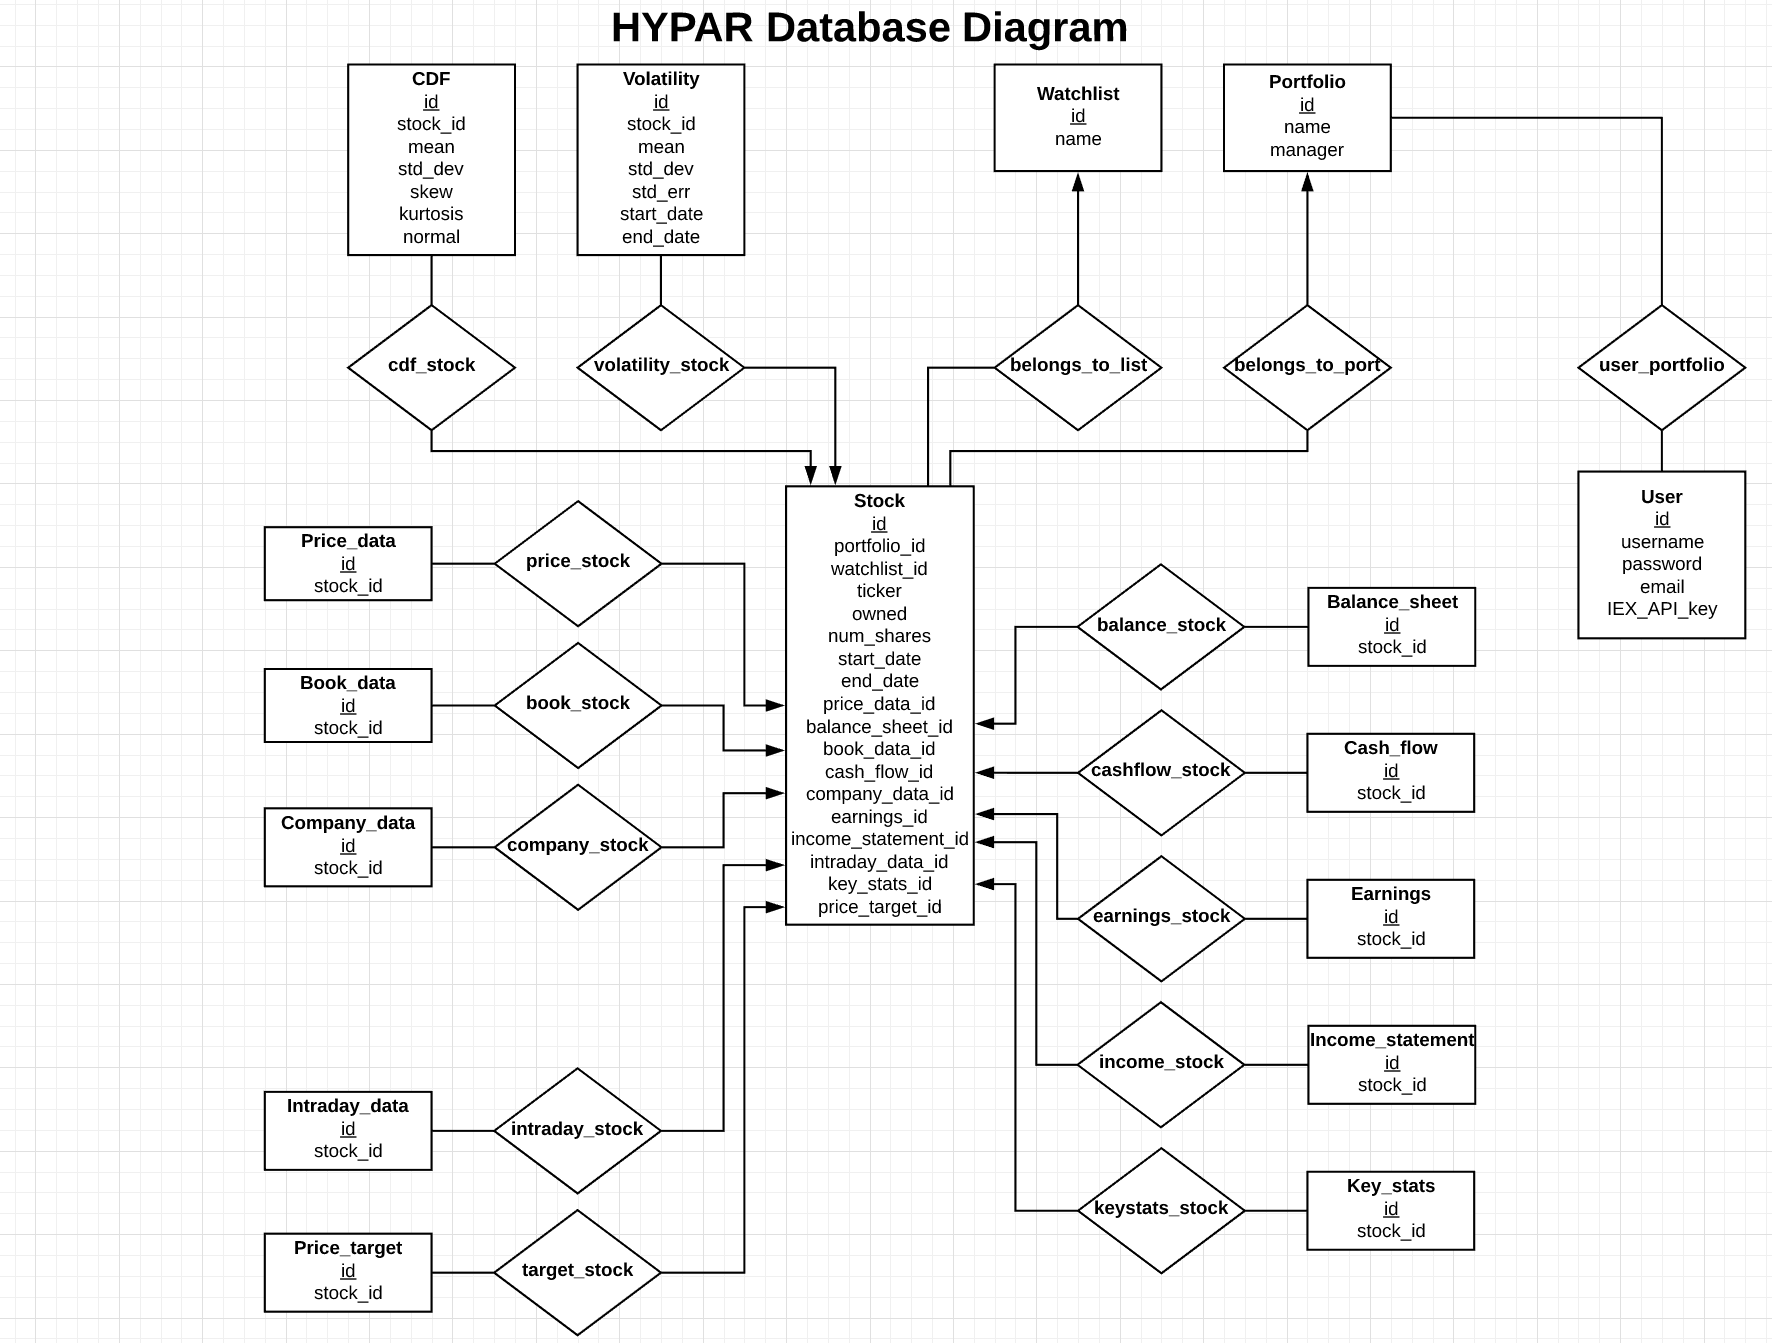 HYPAR Database Diagram
CDF
id
stock_id
mean
std_dev
skew
kurtosis
normal
Volatility
id
stock_id
mean
std_dev
std_err
start_date
end_date
Watchlist
id
name
Portfolio
id
name
manager
cdf_stock
volatility_stock
belongs_to_list
belongs_to_port
user_portfolio
Price_data
id
stock_id
price_stock
Book_data
id
stock_id
book_stock
Company_data
id
stock_id
company_stock
Intraday_data
id
stock_id
intraday_stock
Price_target
id
stock_id
target_stock
Stock
id
portfolio_id
watchlist_id
ticker
owned
num_shares
start_date
end_date
price_data_id
balance_sheet_id
book_data_id
cash_flow_id
company_data_id
earnings_id
income_statement_id
intraday_data_id
key_stats_id
price_target_id
balance_stock
Balance_sheet
id
stock_id
cashflow_stock
Cash_flow
id
stock_id
earnings_stock
Earnings
id
stock_id
income_stock
Income_statement
id
stock_id
keystats_stock
Key_stats
id
stock_id
User
id
username
password
email
IEX_API_key